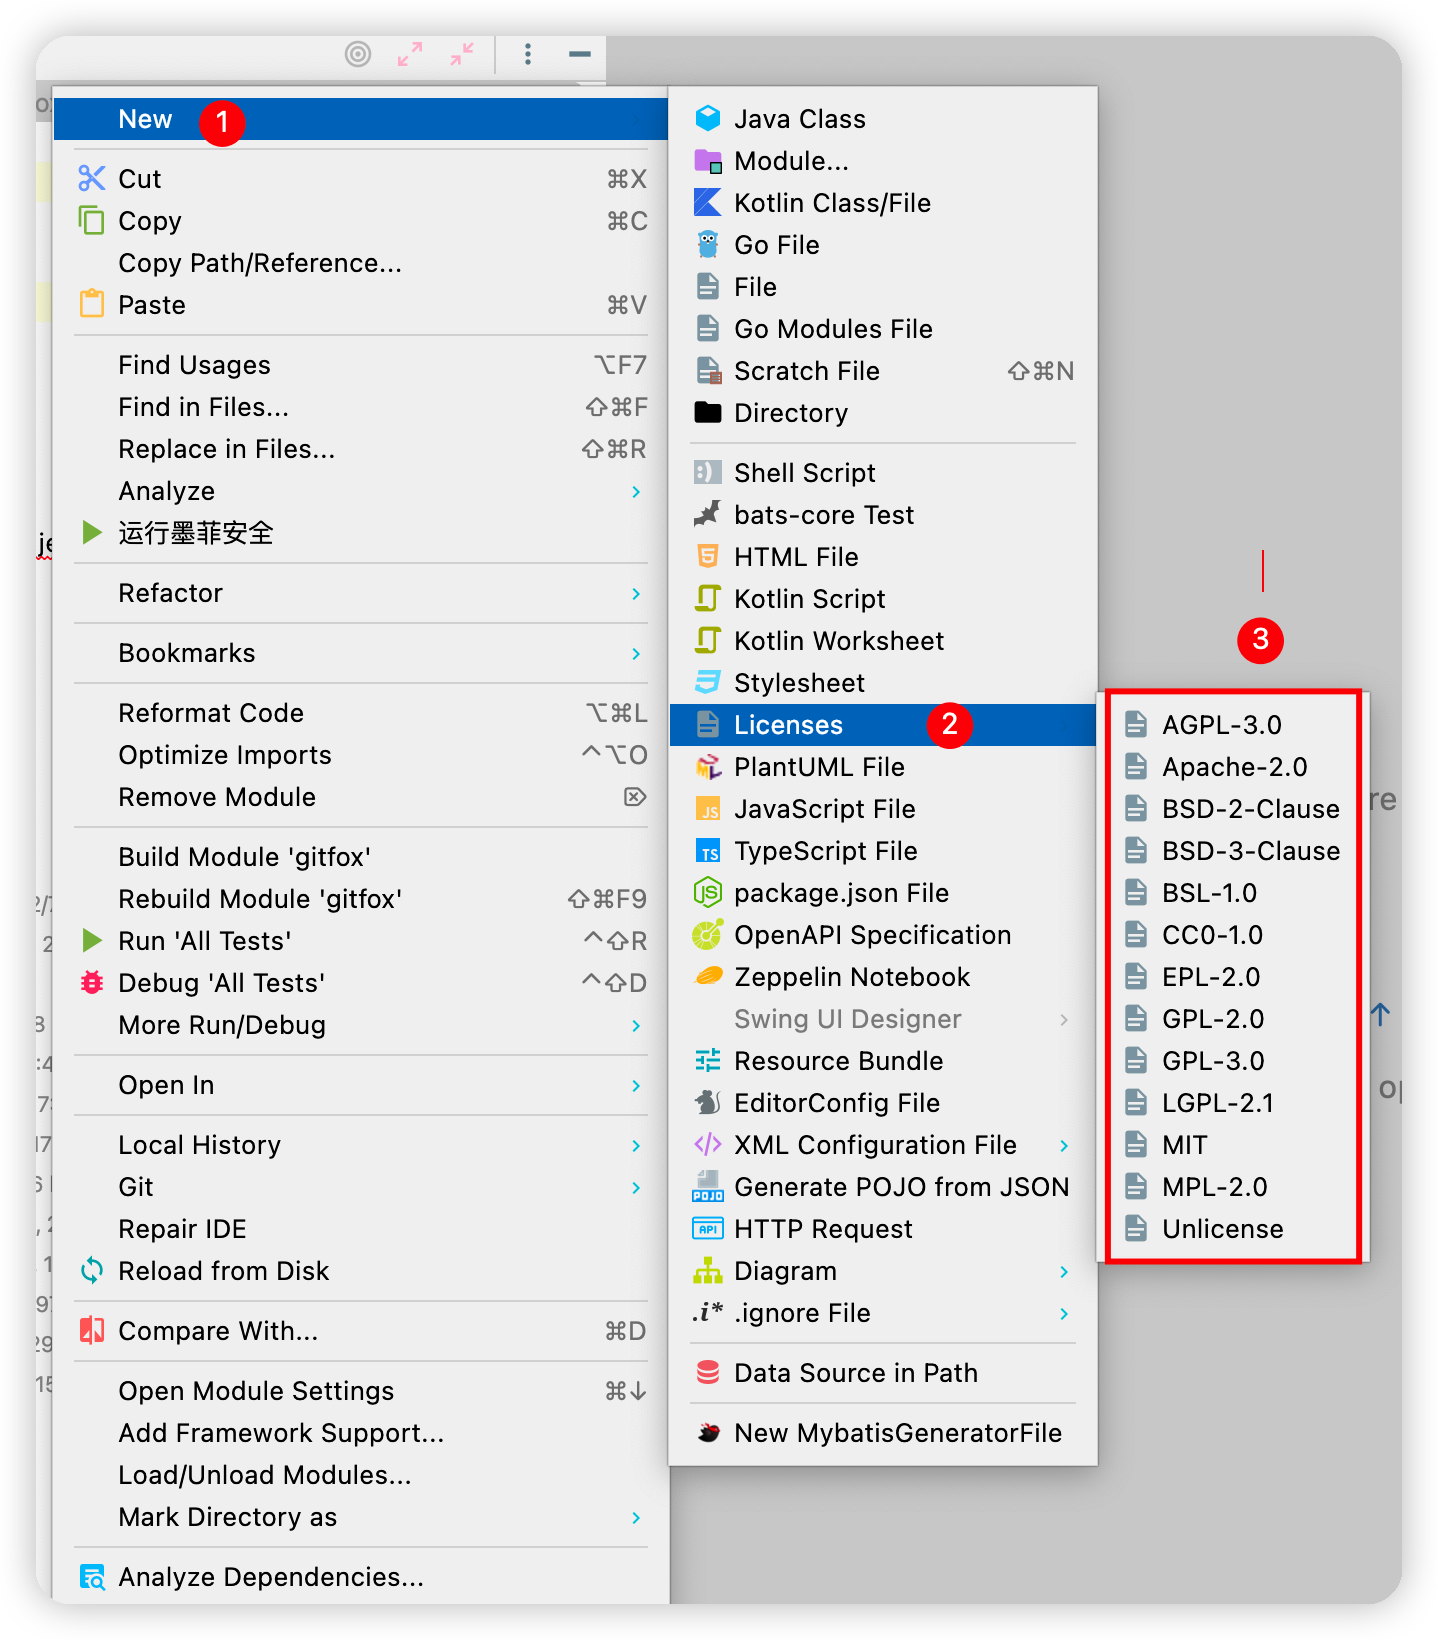 New
1
Cut ⌘X
Copy ⌘C
Copy Path/Reference...
Paste ⌘V
Find Usages ⌥F7
Find in Files... ⇧⌘F
Replace in Files... ⇧⌘R
Analyze
运行墨菲安全
Refactor
Bookmarks
Reformat Code ⌥⌘L
Optimize Imports ^⌥O
Remove Module ⌦
Build Module 'gitfox'
Rebuild Module 'gitfox' ⇧⌘F9
Run 'All Tests' ^⇧R
Debug 'All Tests' ^⇧D
More Run/Debug
Open In
Local History
Git
Repair IDE
Reload from Disk
Compare With... ⌘D
Open Module Settings ⌘↓
Add Framework Support...
Load/Unload Modules...
Mark Directory as
Analyze Dependencies...
Java Class
Module...
Kotlin Class/File
Go File
File
Go Modules File
Scratch File ⇧⌘N
Directory
Shell Script
bats-core Test
HTML File
Kotlin Script
Kotlin Worksheet
Stylesheet
Licenses
2
PlantUML File
JavaScript File
TypeScript File
package.json File
OpenAPI Specification
Zeppelin Notebook
Swing UI Designer
Resource Bundle
EditorConfig File
XML Configuration File
Generate POJO from JSON
HTTP Request
Diagram
.ignore File
Data Source in Path
New MybatisGeneratorFile
3
AGPL-3.0
Apache-2.0
BSD-2-Clause
BSD-3-Clause
BSL-1.0
CC0-1.0
EPL-2.0
GPL-2.0
GPL-3.0
LGPL-2.1
MIT
MPL-2.0
Unlicense